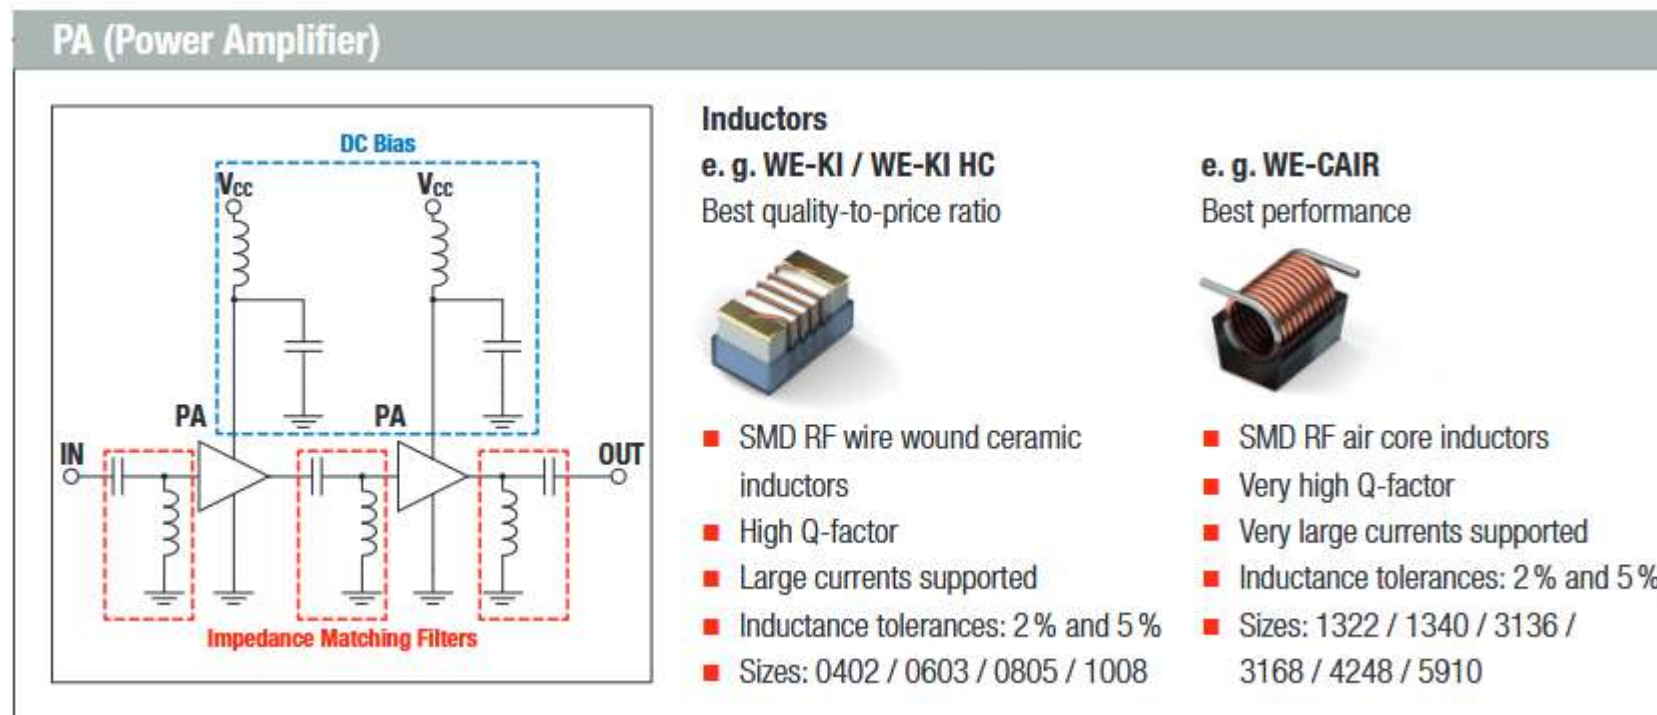 PA (Power Amplifier)
DC Bias
Vcc
Vcc
PA
PA
IN
OUT
Impedance Matching Filters
Inductors
e. g. WE-KI / WE-KI HC
Best quality-to-price ratio
SMD RF wire wound ceramic
inductors
High Q-factor
Large currents supported
Inductance tolerances: 2 % and 5 %
Sizes: 0402 / 0603 / 0805 / 1008
e. g. WE-CAIR
Best performance
SMD RF air core inductors
Very high Q-factor
Very large currents supported
Inductance tolerances: 2 % and 5 %
Sizes: 1322 / 1340 / 3136 /
3168 / 4248 / 5910